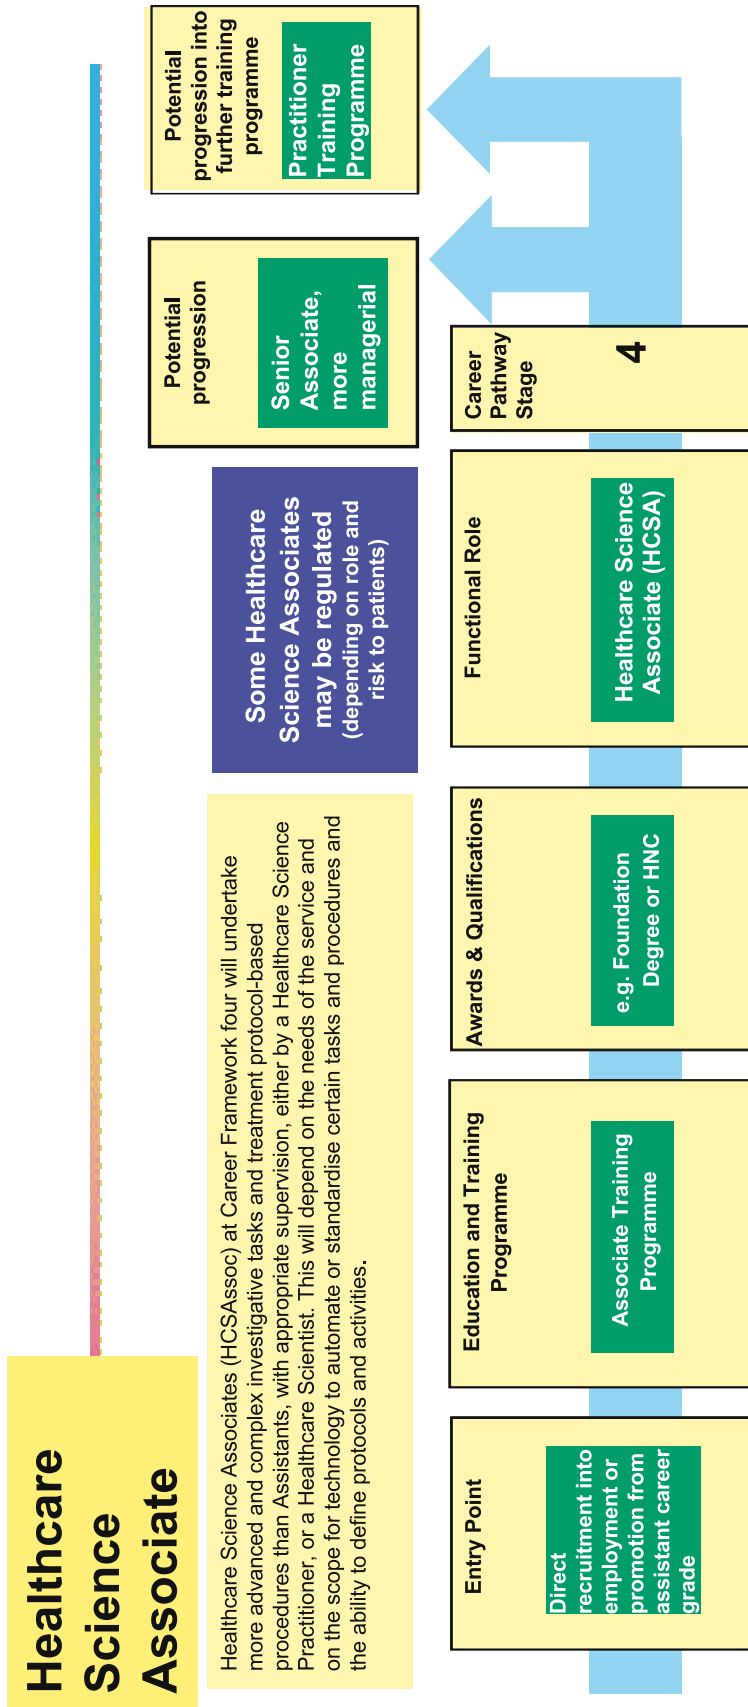 Healthcare
Science
Associate
Healthcare Science Associates (HCSAssoc) at Career Framework four will undertake
more advanced and complex investigative tasks and treatment protocol-based
procedures than Assistants, with appropriate supervision, either by a Healthcare Science
Practitioner, or a Healthcare Scientist. This will depend on the needs of the service and
on the scope for technology to automate or standardise certain tasks and procedures and
the ability to define protocols and activities.
Some Healthcare
Science Associates
may be regulated
(depending on role and
risk to patients)
Potential
progression
Senior
Associate,
more
managerial
Potential
progression into
further training
programme
Practitioner
Training
Programme
Entry Point
Direct
recruitment into
employment or
promotion from
assistant career
grade
Education and Training
Programme
Associate Training
Programme
Awards & Qualifications
e.g. Foundation
Degree or HNC
Functional Role
Healthcare Science
Associate (HCSA)
Career
Pathway
Stage
4